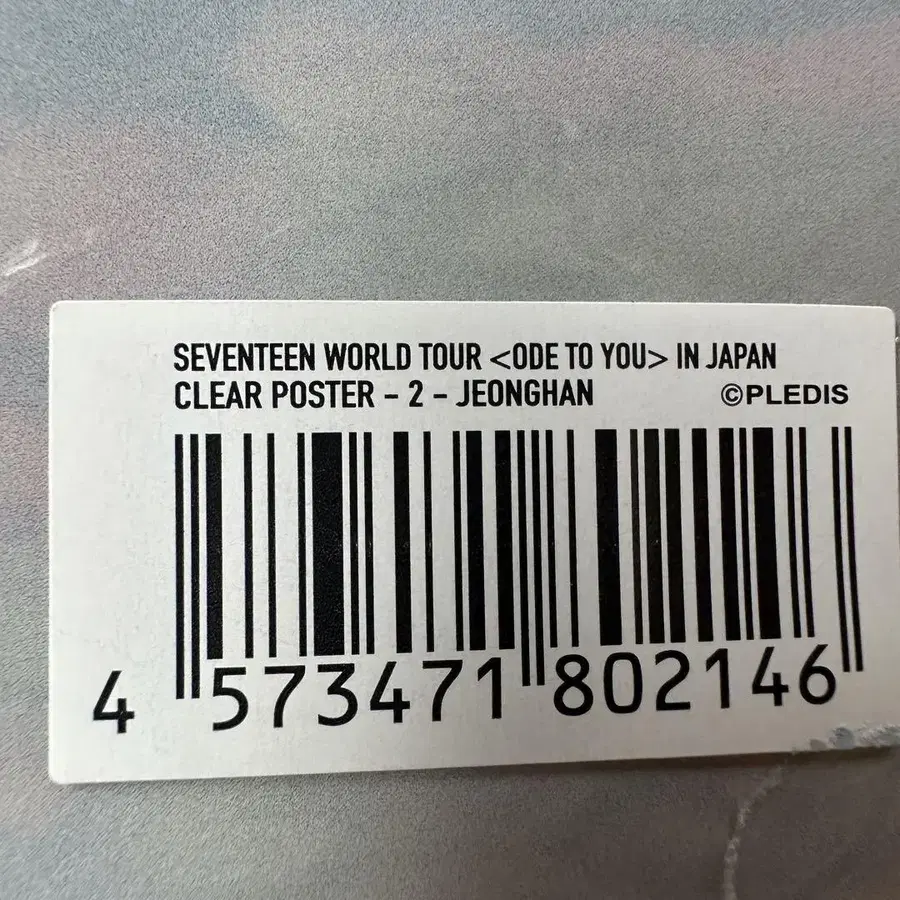 SEVENTEEN WORLD TOUR <ODE TO YOU> IN JAPAN
CLEAR POSTER – 2 – JEONGHAN ©PLEDIS
4 573471 802146